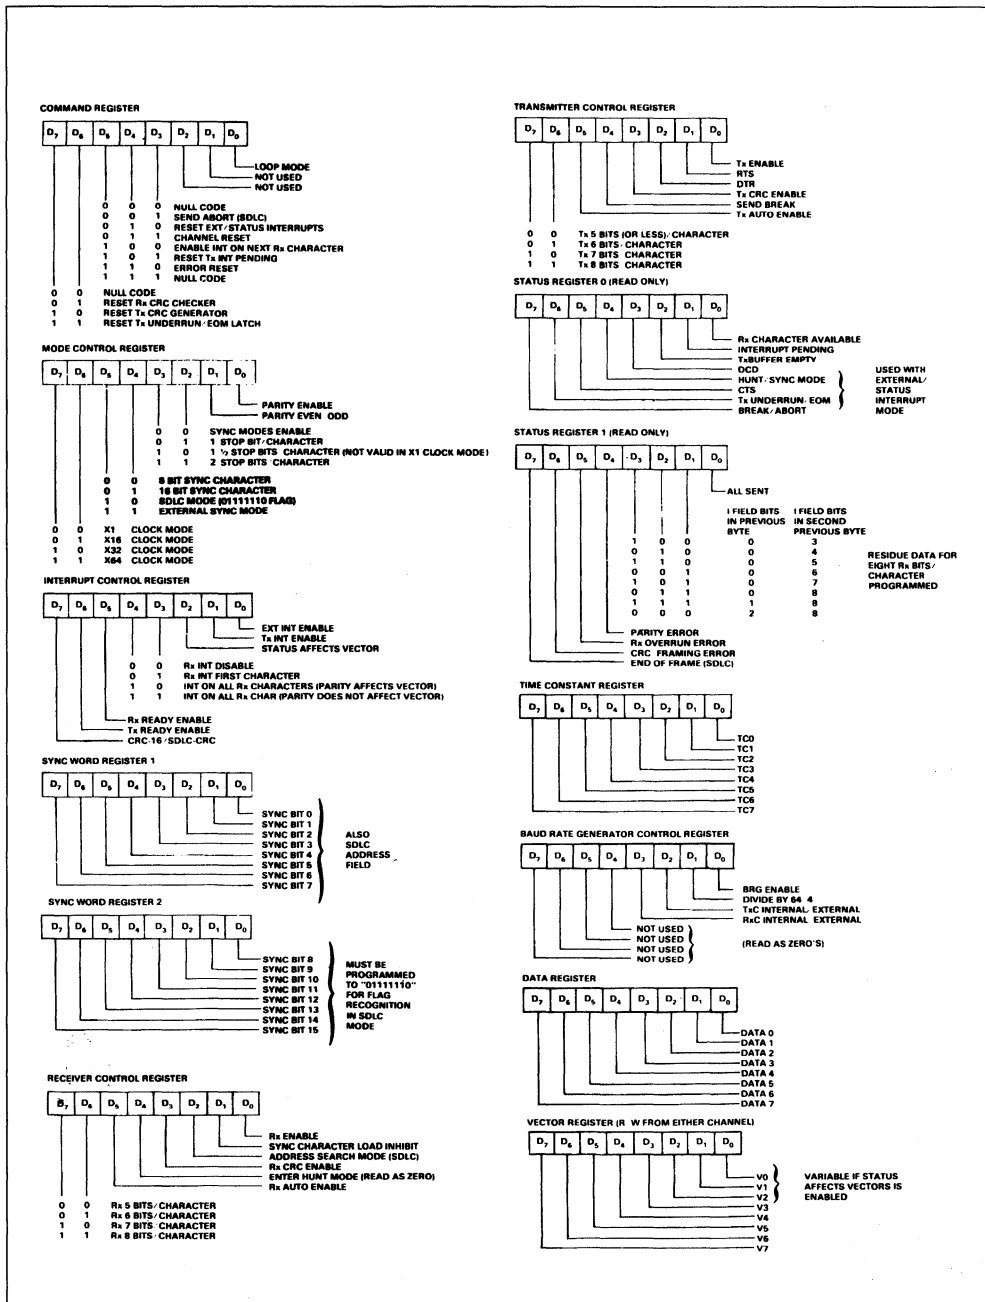 COMMAND REGISTER
D7 D6 D5 D4 D3 D2 D1 D0
LOOP MODE
NOT USED
NOT USED
0 0 0 NULL CODE
0 0 1 SEND ABORT (SDLC)
0 1 0 RESET EXT/STATUS INTERRUPTS
0 1 1 CHANNEL RESET
1 0 0 ENABLE INT ON NEXT Rx CHARACTER
1 0 1 RESET Tx INT PENDING
1 1 0 ERROR RESET
1 1 1 NULL CODE
0 0 NULL CODE
0 1 RESET Rx CRC CHECKER
1 0 RESET Tx CRC GENERATOR
1 1 RESET Tx UNDERRUN/EOM LATCH
MODE CONTROL REGISTER
D7 D6 D5 D4 D3 D2 D1 D0
PARITY ENABLE
PARITY EVEN ODD
0 0 SYNC MODES ENABLE
0 1 1 STOP BIT/CHARACTER
1 0 1 ½ STOP BITS CHARACTER (NOT VALID IN X1 CLOCK MODE)
1 1 2 STOP BITS CHARACTER
0 0 8 BIT SYNC CHARACTER
0 1 16 BIT SYNC CHARACTER
1 0 SDLC MODE (01111110 FLAG)
1 1 EXTERNAL SYNC MODE
0 0 X1 CLOCK MODE
0 1 X16 CLOCK MODE
1 0 X32 CLOCK MODE
1 1 X64 CLOCK MODE
INTERRUPT CONTROL REGISTER
D7 D6 D5 D4 D3 D2 D1 D0
EXT INT ENABLE
Tx INT ENABLE
STATUS AFFECTS VECTOR
0 0 Rx INT DISABLE
0 1 Rx INT FIRST CHARACTER
1 0 INT ON ALL Rx CHARACTERS (PARITY AFFECTS VECTOR)
1 1 INT ON ALL Rx CHAR (PARITY DOES NOT AFFECT VECTOR)
Rx READY ENABLE
Tx READY ENABLE
CRC-16/SDLC-CRC
SYNC WORD REGISTER 1
D7 D6 D5 D4 D3 D2 D1 D0
SYNC BIT 0
SYNC BIT 1
SYNC BIT 2
SYNC BIT 3
SYNC BIT 4
SYNC BIT 5
SYNC BIT 6
SYNC BIT 7
ALSO
SDLC
ADDRESS
FIELD
SYNC WORD REGISTER 2
D7 D6 D5 D4 D3 D2 D1 D0
SYNC BIT 8
SYNC BIT 9
SYNC BIT 10
SYNC BIT 11
SYNC BIT 12
SYNC BIT 13
SYNC BIT 14
SYNC BIT 15
MUST BE
PROGRAMMED
TO "01111110"
FOR FLAG
RECOGNITION
IN SDLC
MODE
RECEIVER CONTROL REGISTER
D7 D6 D5 D4 D3 D2 D1 D0
Rx ENABLE
SYNC CHARACTER LOAD INHIBIT
ADDRESS SEARCH MODE (SDLC)
Rx CRC ENABLE
ENTER HUNT MODE (READ AS ZERO)
Rx AUTO ENABLE
0 0 Rx 5 BITS/CHARACTER
0 1 Rx 6 BITS/CHARACTER
1 0 Rx 7 BITS/CHARACTER
1 1 Rx 8 BITS/CHARACTER
TRANSMITTER CONTROL REGISTER
D7 D6 D5 D4 D3 D2 D1 D0
Tx ENABLE
RTS
DTR
Tx CRC ENABLE
SEND BREAK
Tx AUTO ENABLE
0 0 Tx 5 BITS (OR LESS)/CHARACTER
0 1 Tx 6 BITS/CHARACTER
1 0 Tx 7 BITS CHARACTER
1 1 Tx 8 BITS CHARACTER
STATUS REGISTER 0 (READ ONLY)
D7 D6 D5 D4 D3 D2 D1 D0
Rx CHARACTER AVAILABLE
INTERRUPT PENDING
TxBUFFER EMPTY
DCD
HUNT/SYNC MODE
CTS
Tx UNDERRUN/EOM
BREAK/ABORT
USED WITH
EXTERNAL/
STATUS
INTERRUPT
MODE
STATUS REGISTER 1 (READ ONLY)
D7 D6 D5 D4 D3 D2 D1 D0
ALL SENT
I FIELD BITS IN PREVIOUS BYTE
I FIELD BITS IN SECOND PREVIOUS BYTE
1 0 0 0 3
0 1 0 0 4
1 1 0 0 5
0 0 1 0 6
1 0 1 0 7
0 1 1 0 8
1 1 1 1 8
0 0 0 2 8
RESIDUE DATA FOR
EIGHT Rx BITS/
CHARACTER
PROGRAMMED
PARITY ERROR
Rx OVERRUN ERROR
CRC FRAMING ERROR
END OF FRAME (SDLC)
TIME CONSTANT REGISTER
D7 D6 D5 D4 D3 D2 D1 D0
TC0
TC1
TC2
TC3
TC4
TC5
TC6
TC7
BAUD RATE GENERATOR CONTROL REGISTER
D7 D6 D5 D4 D3 D2 D1 D0
BRG ENABLE
DIVIDE BY 64 4
TxC INTERNAL EXTERNAL
RxC INTERNAL EXTERNAL
NOT USED
NOT USED
NOT USED
NOT USED
(READ AS ZERO'S)
DATA REGISTER
D7 D6 D5 D4 D3 D2 D1 D0
DATA 0
DATA 1
DATA 2
DATA 3
DATA 4
DATA 5
DATA 6
DATA 7
VECTOR REGISTER (R W FROM EITHER CHANNEL)
D7 D6 D5 D4 D3 D2 D1 D0
V0
V1
V2
V3
V4
V5
V6
V7
VARIABLE IF STATUS
AFFECTS VECTORS IS
ENABLED